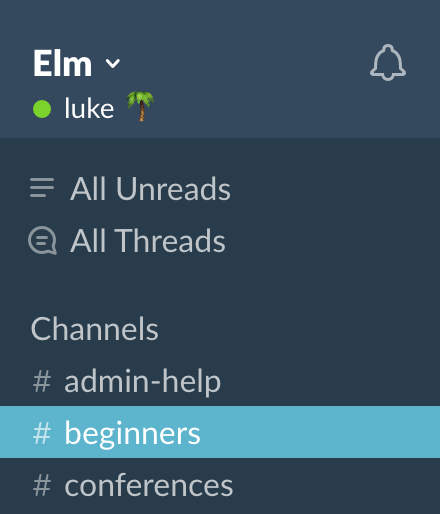 Elm
luke 🌴
All Unreads
All Threads
Channels
# admin-help
# beginners
# conferences